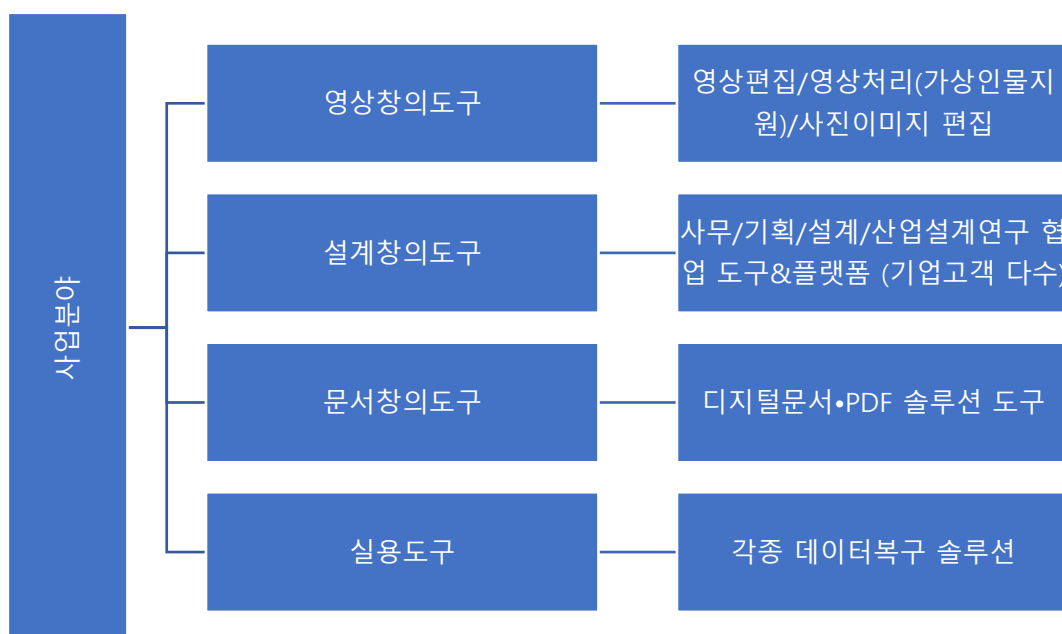 사업분야
영상창의도구
영상편집/영상처리(가상인물지
원)/사진이미지 편집
설계창의도구
사무/기획/설계/산업설계연구 협
업 도구&플랫폼 (기업고객 다수)
문서창의도구
디지털문서•PDF 솔루션 도구
실용도구
각종 데이터복구 솔루션